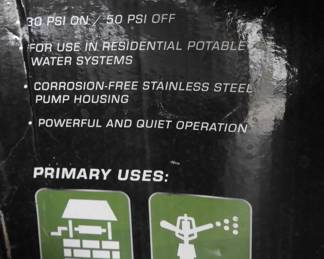 30 PSI ON / 50 PSI OFF
• FOR USE IN RESIDENTIAL POTABLE
WATER SYSTEMS
• CORROSION-FREE STAINLESS STEEL
PUMP HOUSING
• POWERFUL AND QUIET OPERATION
PRIMARY USES: